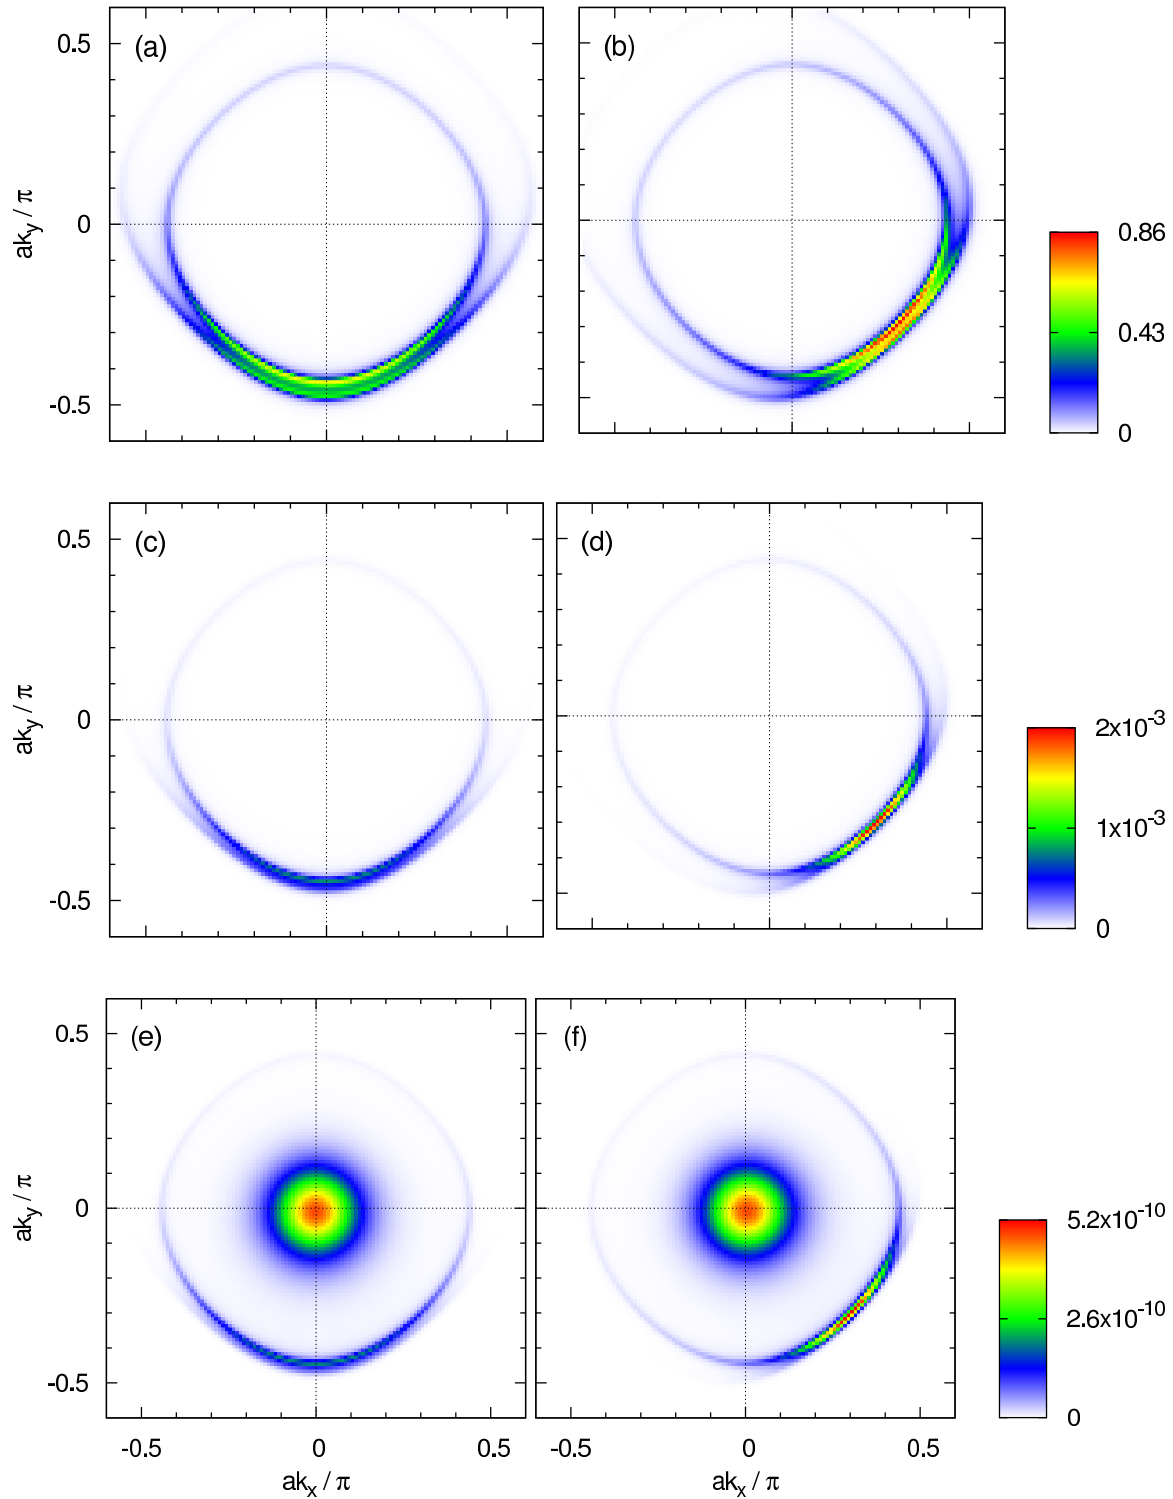 (a)
(b)
0.5
0
-0.5
ak_y / π
0.86
0.43
0
(c)
(d)
0.5
0
-0.5
ak_y / π
2x10^-3
1x10^-3
0
(e)
(f)
0.5
0
-0.5
ak_y / π
5.2x10^-10
2.6x10^-10
0
-0.5 0 0.5
-0.5 0 0.5
ak_x / π
ak_x / π